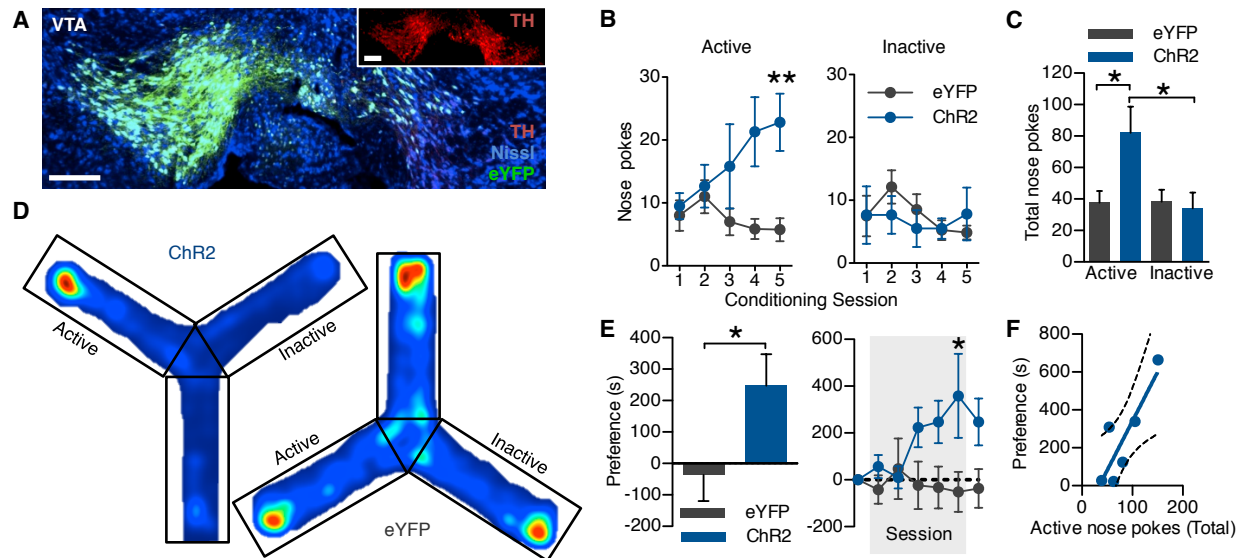 A
VTA
TH
TH
Nissl
eYFP
B
Active
Inactive
Nose pokes
30
20
10
0
**
1 2 3 4 5
30
20
10
0
eYFP
ChR2
1 2 3 4 5
Conditioning Session
C
eYFP
ChR2
Total nose pokes
120
100
80
60
40
20
0
*
*
Active Inactive
D
ChR2
Active
Inactive
Active
Inactive
eYFP
E
Preference (s)
400
300
200
100
0
-100
-200
*
eYFP
ChR2
Preference (s)
600
400
200
0
-200
*
Session
F
Preference (s)
800
600
400
200
0
0 100 200
Active nose pokes (Total)